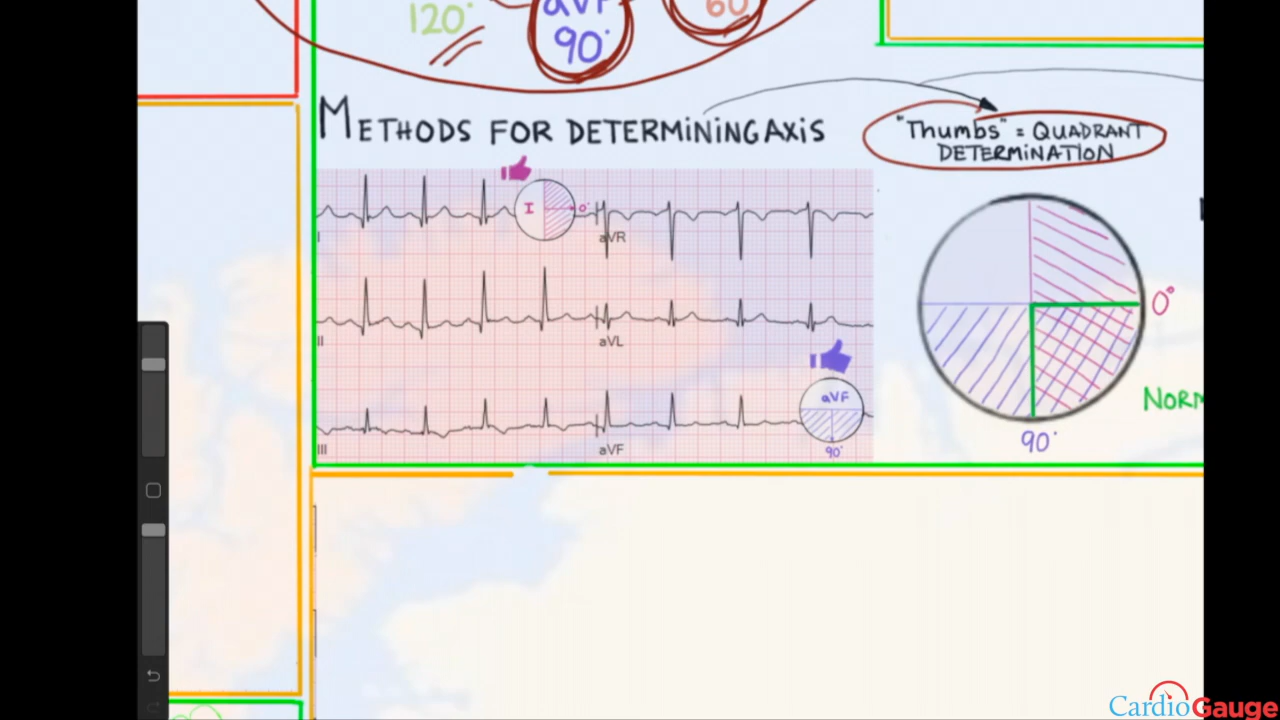 120°
aVF
90°
60
METHODS FOR DETERMINING AXIS
"Thumbs" = QUADRANT
DETERMINATION
I
0°
I
aVR
II
aVL
aVF
90°
III
aVF
0°
90°
NORM
CardioGauge